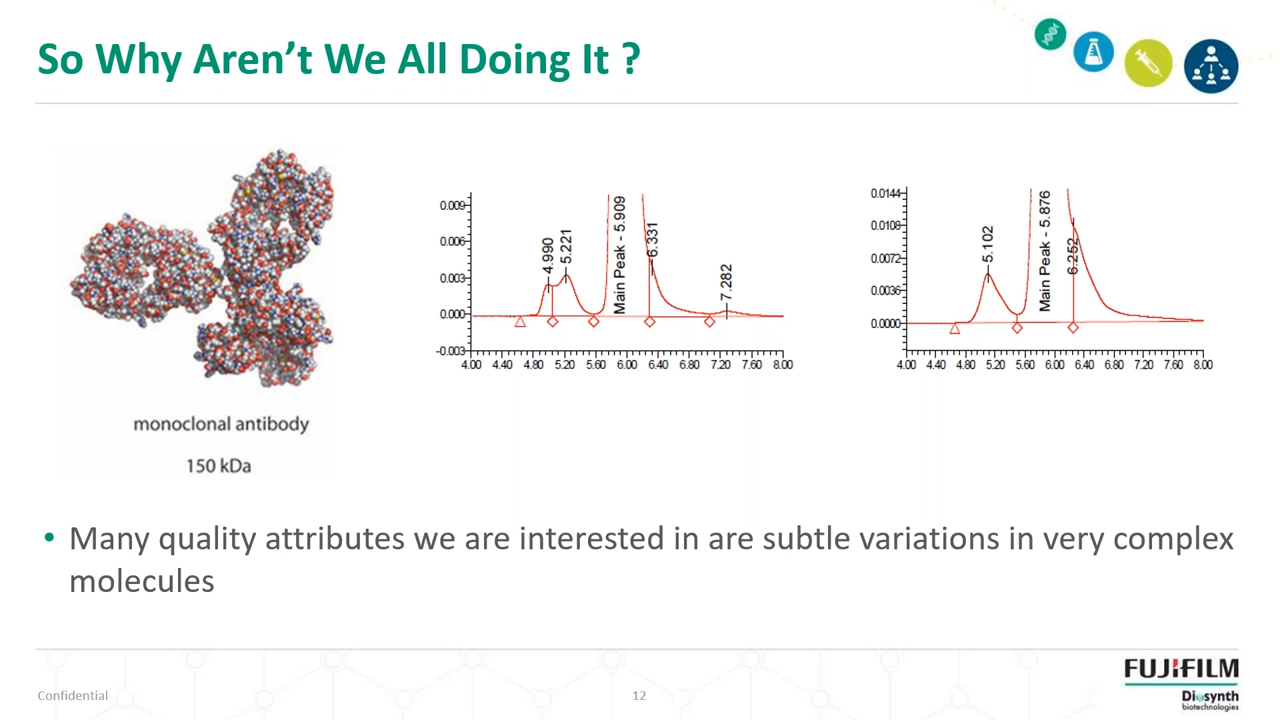 So Why Aren’t We All Doing It ?
monoclonal antibody
150 kDa
0.009
0.006
0.003
0.000
-0.003
4.00 4.40 4.80 5.20 5.60 6.00 6.40 6.80 7.20 7.60 8.00
4.990
5.221
Main Peak - 5.909
6.331
7.282
0.0144
0.0108
0.0072
0.0036
0.0000
4.00 4.40 4.80 5.20 5.60 6.00 6.40 6.80 7.20 7.60 8.00
5.102
Main Peak - 5.876
6.252
• Many quality attributes we are interested in are subtle variations in very complex
molecules
Confidential
12
FUJIFILM
Diosynth
biotechnologies